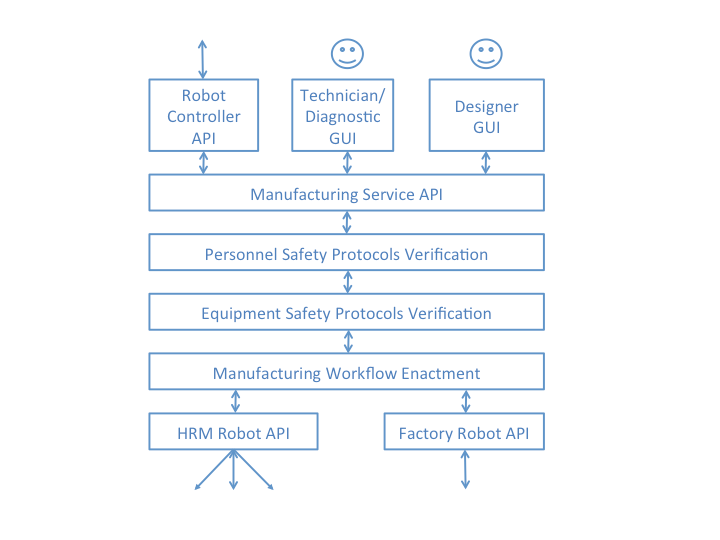 Robot
Controller
API
Technician/
Diagnostic
GUI
Designer
GUI
Manufacturing Service API
Personnel Safety Protocols Verification
Equipment Safety Protocols Verification
Manufacturing Workflow Enactment
HRM Robot API
Factory Robot API